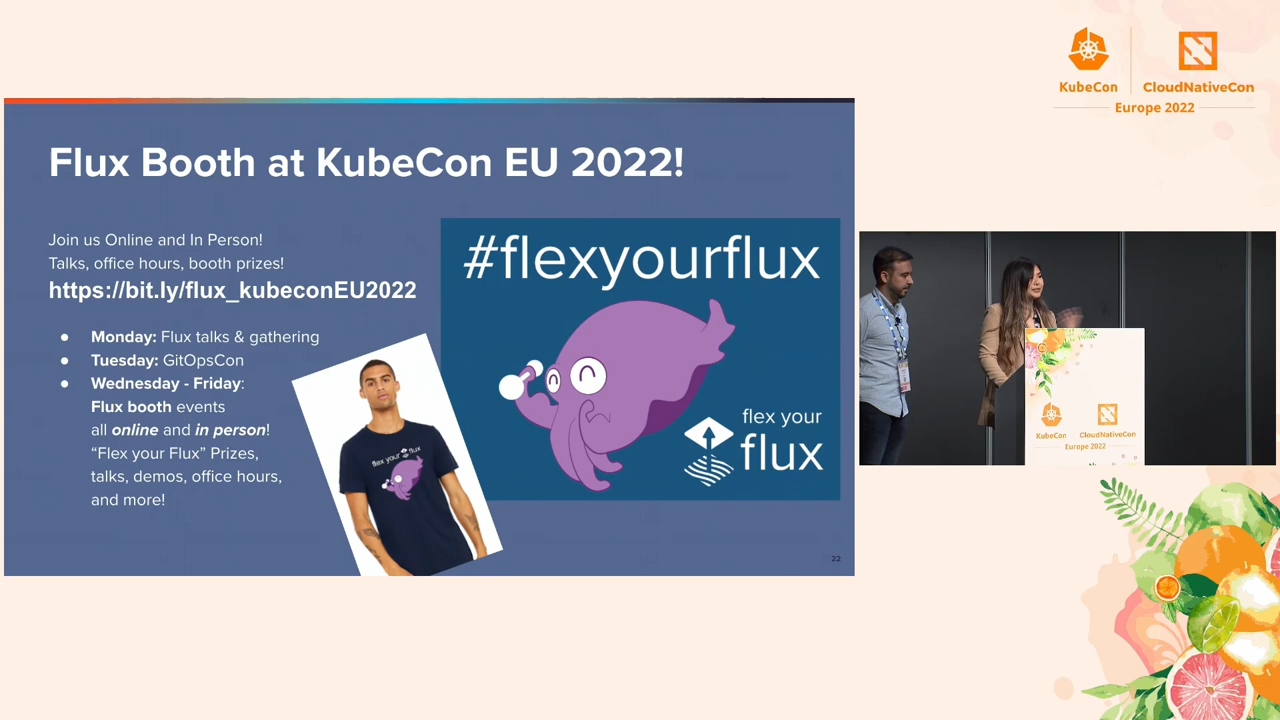 KubeCon
CloudNativeCon
Europe 2022
Flux Booth at KubeCon EU 2022!
Join us Online and In Person!
Talks, office hours, booth prizes!
https://bit.ly/flux_kubeconEU2022
● Monday: Flux talks & gathering
● Tuesday: GitOpsCon
● Wednesday - Friday:
Flux booth events
all online and in person!
“Flex your Flux” Prizes,
talks, demos, office hours,
and more!
flex your flux
#flexyourflux
flex your
flux
22
KubeCon
CloudNativeCon
Europe 2022